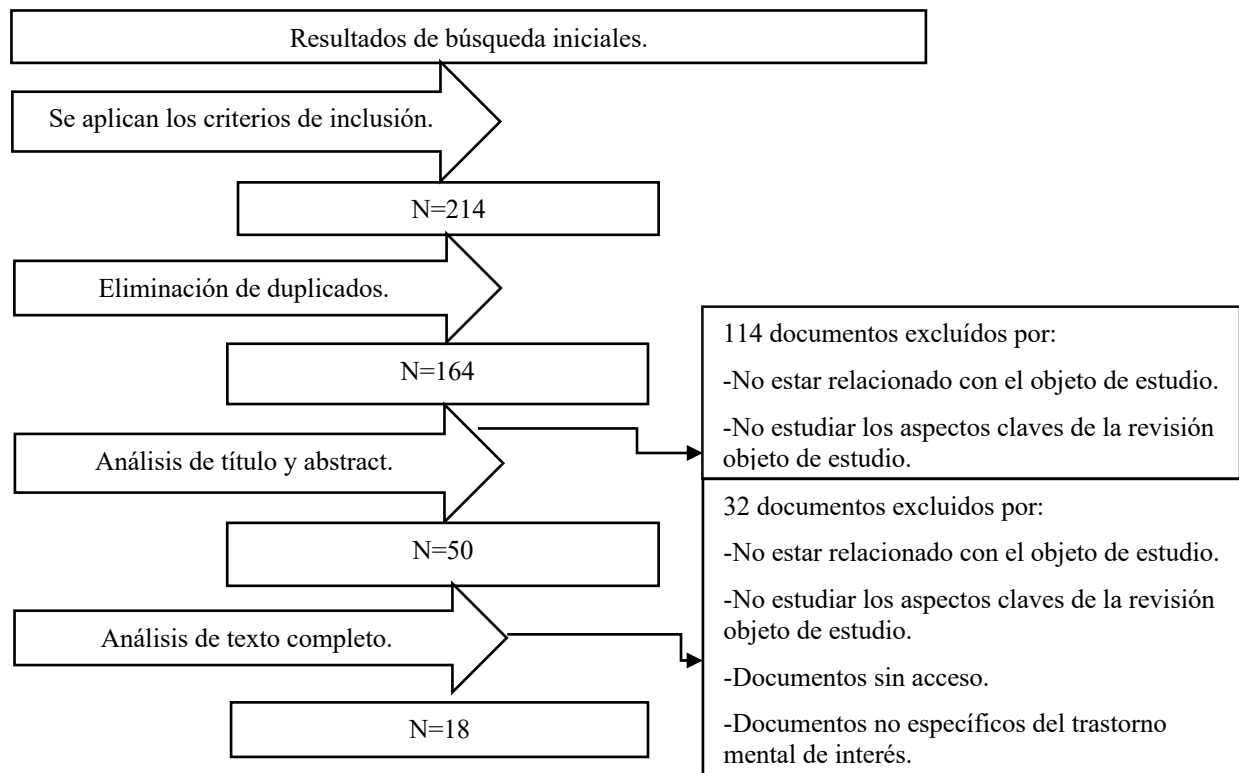 Resultados de búsqueda iniciales.
Se aplican los criterios de inclusión.
N=214
Eliminación de duplicados.
N=164
Análisis de título y abstract.
114 documentos excluídos por:
-No estar relacionado con el objeto de estudio.
-No estudiar los aspectos claves de la revisión
objeto de estudio.
N=50
Análisis de texto completo.
32 documentos excluidos por:
-No estar relacionado con el objeto de estudio.
-No estudiar los aspectos claves de la revisión
objeto de estudio.
-Documentos sin acceso.
-Documentos no específicos del trastorno
mental de interés.
N=18